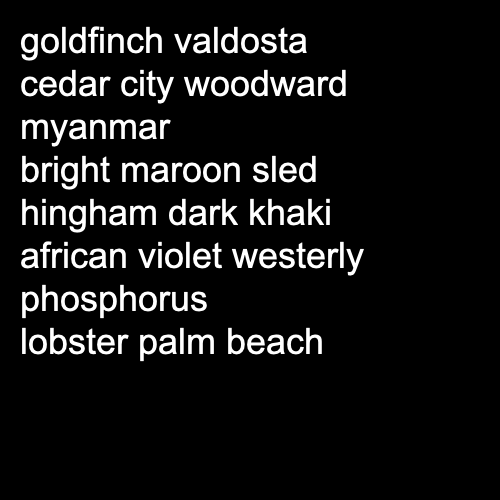 goldfinch valdosta
cedar city woodward
myanmar
bright maroon sled
hingham dark khaki
african violet westerly
phosphorus
lobster palm beach